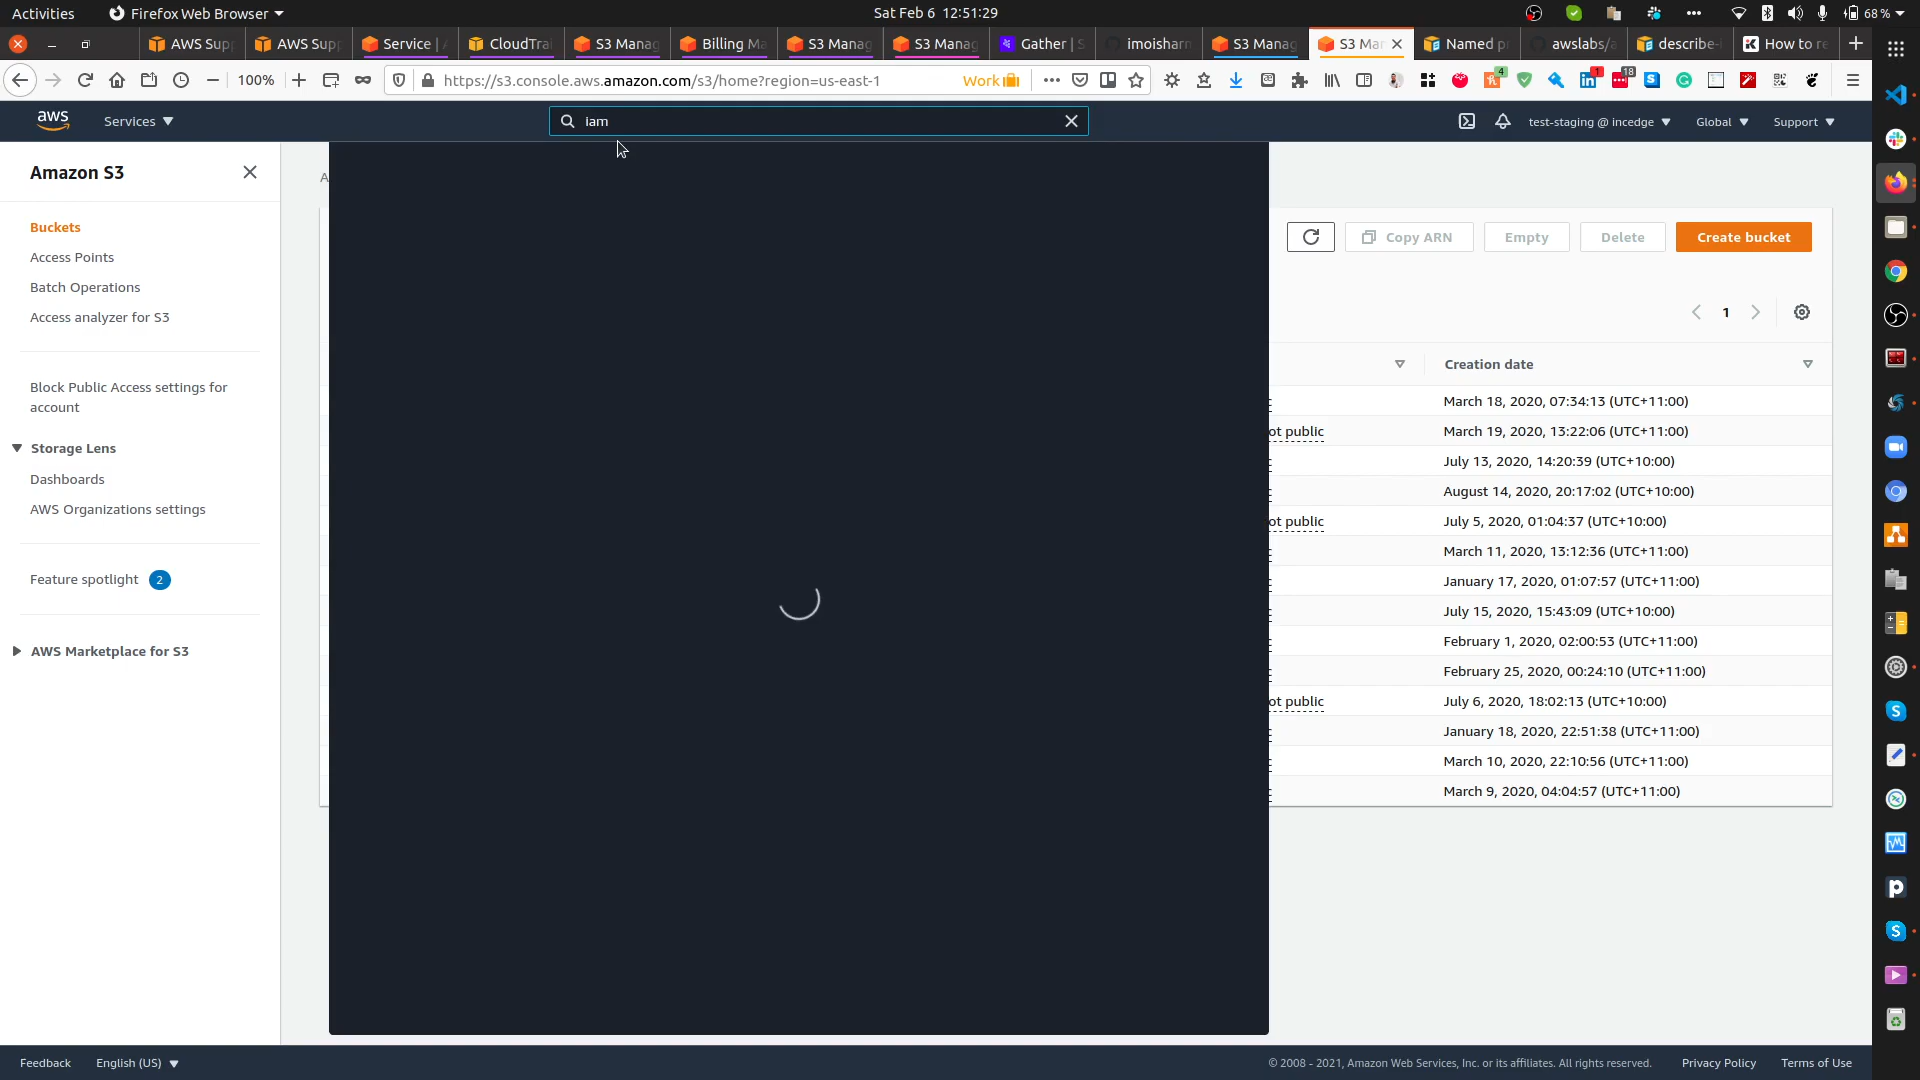 Activities
Firefox Web Browser
Sat Feb 6 12:51:29
68 %
AWS Sup
AWS Sup
Service | A
CloudTra
S3 Manag
Billing Ma
S3 Manag
S3 Manag
Gather | S
imoisharm
S3 Manag
S3 Mar
Named p
awslabs/a
describe-
How to re
100%
https://s3.console.aws.amazon.com/s3/home?region=us-east-1
Work
4
1
18
aws
Services
iam
test-staging @ incedge
Global
Support
Amazon S3
Buckets
Access Points
Batch Operations
Access analyzer for S3
Block Public Access settings for
account
Storage Lens
Dashboards
AWS Organizations settings
Feature spotlight 2
AWS Marketplace for S3
A
Copy ARN
Empty
Delete
Create bucket
1
Creation date
c March 18, 2020, 07:34:13 (UTC+11:00)
ot public March 19, 2020, 13:22:06 (UTC+11:00)
c July 13, 2020, 14:20:39 (UTC+10:00)
c August 14, 2020, 20:17:02 (UTC+10:00)
ot public July 5, 2020, 01:04:37 (UTC+10:00)
c March 11, 2020, 13:12:36 (UTC+11:00)
c January 17, 2020, 01:07:57 (UTC+11:00)
c July 15, 2020, 15:43:09 (UTC+10:00)
c February 1, 2020, 02:00:53 (UTC+11:00)
c February 25, 2020, 00:24:10 (UTC+11:00)
ot public July 6, 2020, 18:02:13 (UTC+10:00)
c January 18, 2020, 22:51:38 (UTC+11:00)
c March 10, 2020, 22:10:56 (UTC+11:00)
c March 9, 2020, 04:04:57 (UTC+11:00)
Feedback
English (US)
© 2008 - 2021, Amazon Web Services, Inc. or its affiliates. All rights reserved.
Privacy Policy
Terms of Use